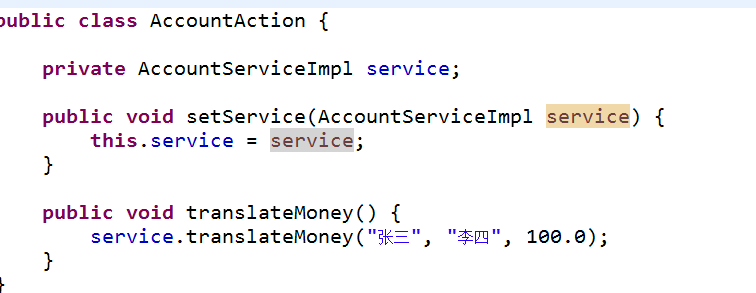 public class AccountAction {
private AccountServiceImpl service;
public void setService(AccountServiceImpl service) {
this.service = service;
}
public void translateMoney() {
service.translateMoney("张三", "李四", 100.0);
}
}